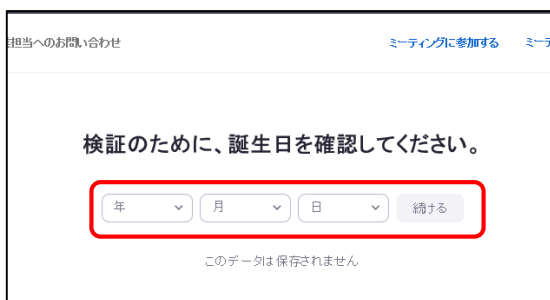 担当へのお問い合わせ ミーティングに参加する ミーテ
検証のために、誕生日を確認してください。
年 月 日 続ける
このデータは保存されません